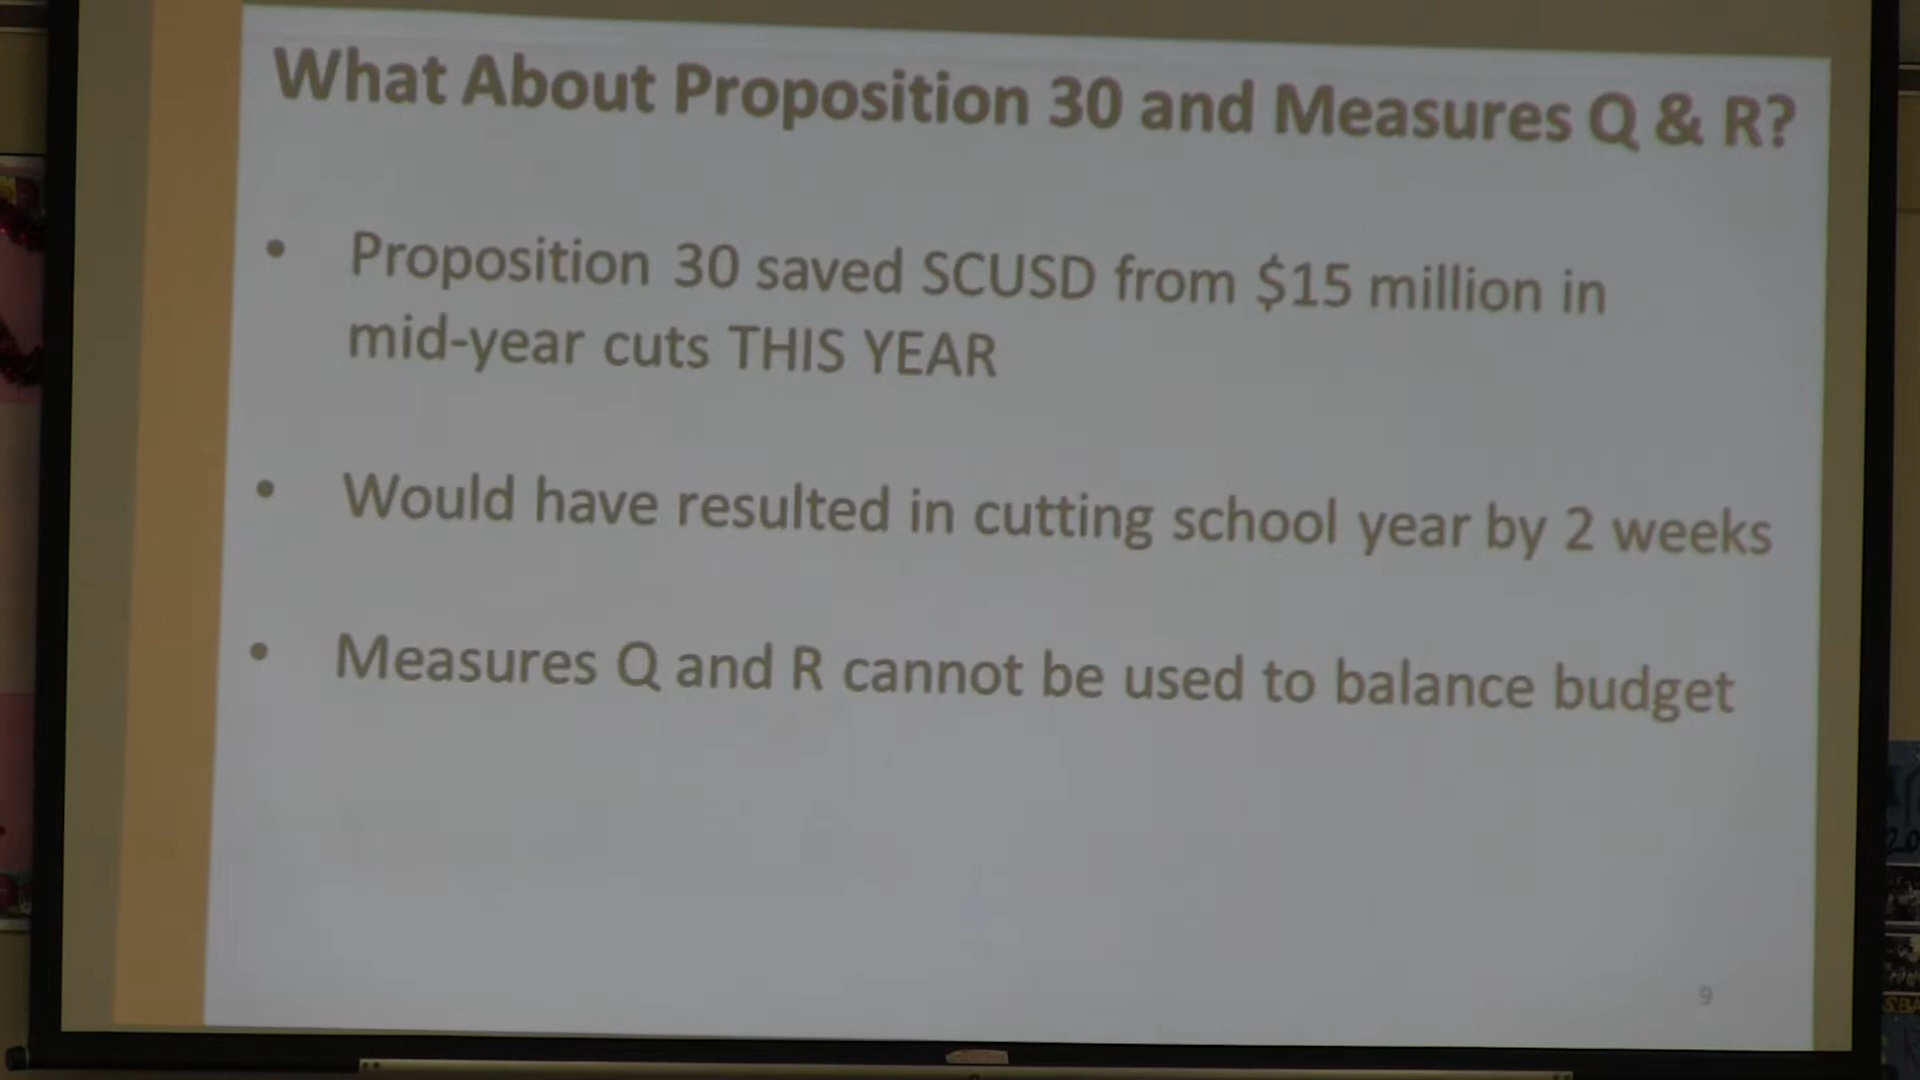 What About Proposition 30 and Measures Q & R?
• Proposition 30 saved SCUSD from $15 million in
mid-year cuts THIS YEAR
• Would have resulted in cutting school year by 2 weeks
• Measures Q and R cannot be used to balance budget
9